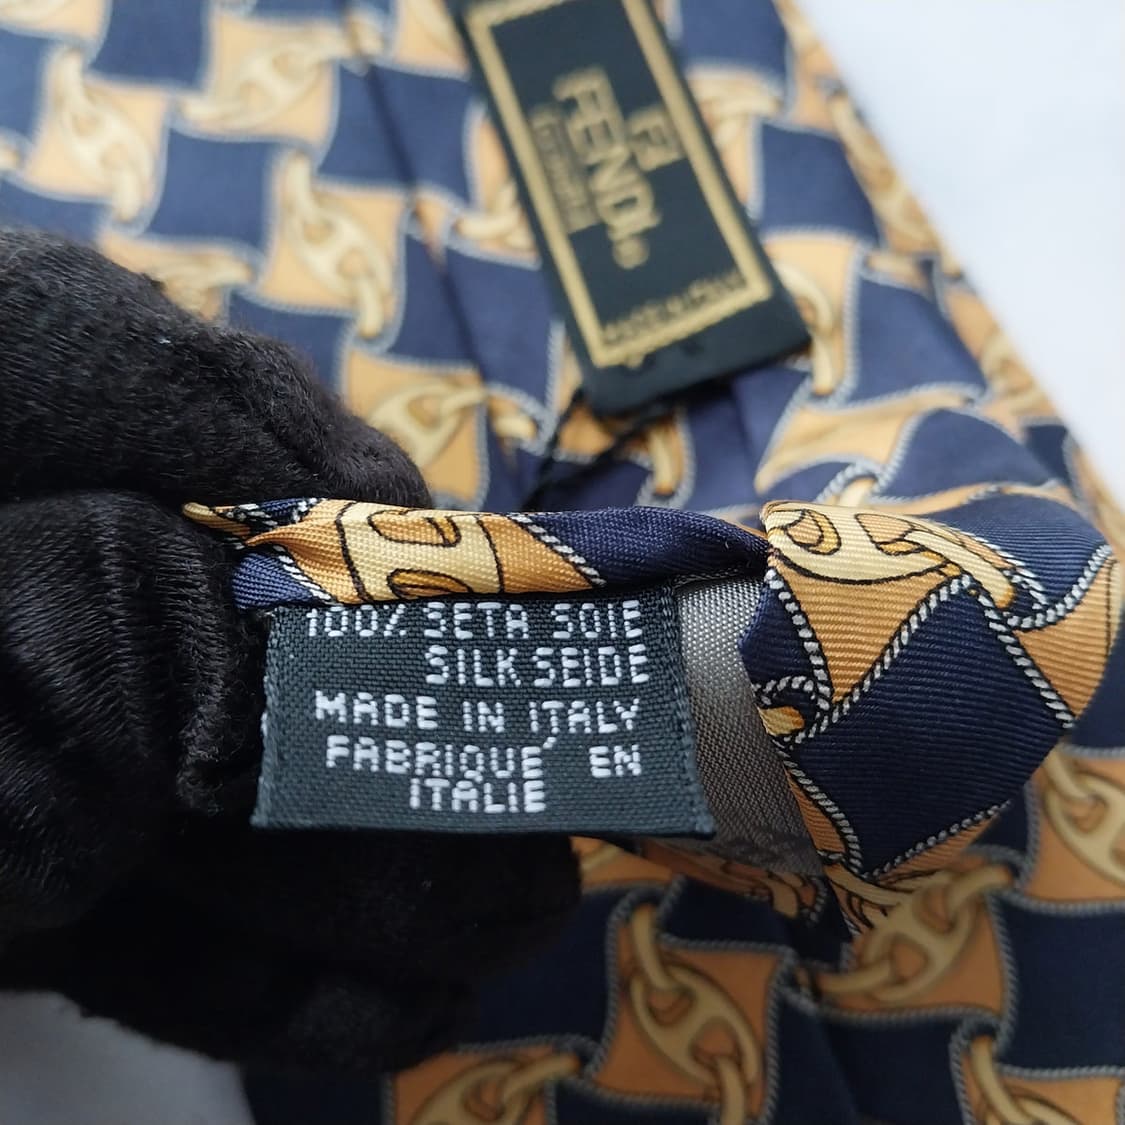 FENDI
100% SETA SOIE
SILK SEIDE
MADE IN ITALY
FABRIQUE' EN
ITALIE